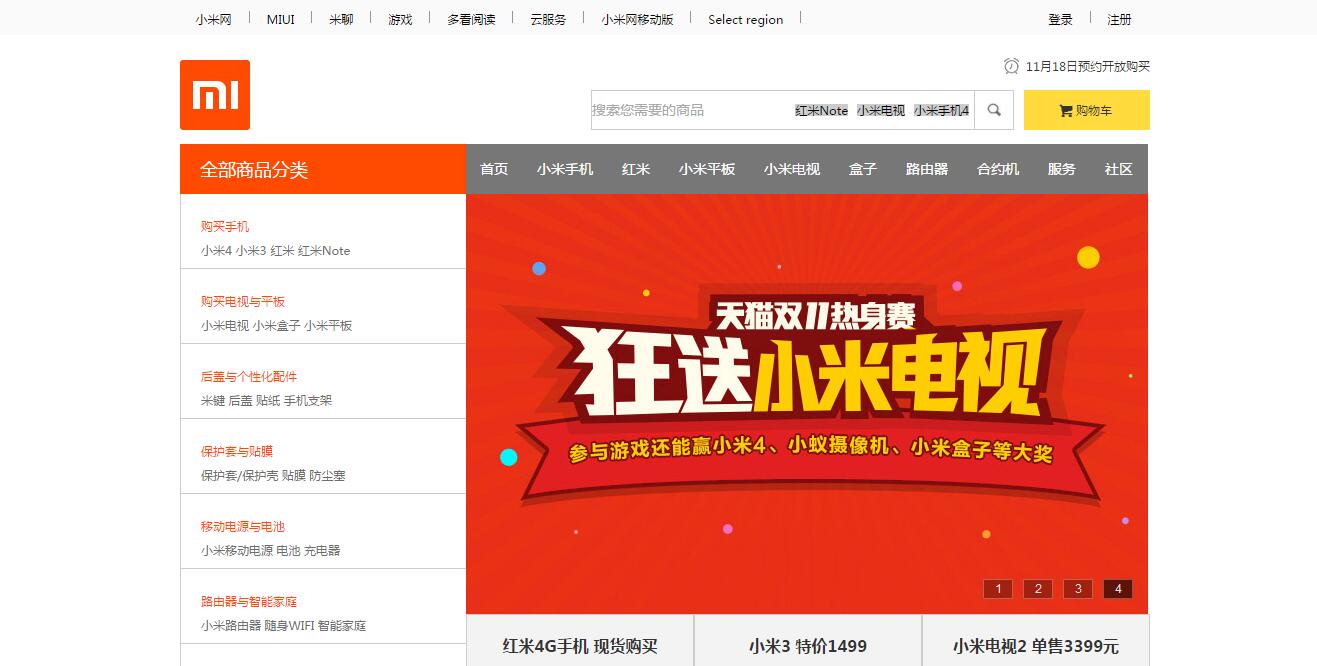 小米网 MIUI 米聊 游戏 多看阅读 云服务 小米网移动版 Select region 登录 注册
11月18日预约开放购买
mi
搜索您需要的商品 红米Note 小米电视 小米手机4 购物车
全部商品分类 首页 小米手机 红米 小米平板 小米电视 盒子 路由器 合约机 服务 社区
购买手机
小米4 小米3 红米 红米Note
购买电视与平板
小米电视 小米盒子 小米平板
后盖与个性化配件
米键 后盖 贴纸 手机支架
保护套与贴膜
保护套/保护壳 贴膜 防尘塞
移动电源与电池
小米移动电源 电池 充电器
路由器与智能家庭
小米路由器 随身WIFI 智能家庭
天猫双11热身赛
狂送小米电视
参与游戏还能赢小米4、小蚁摄像机、小米盒子等大奖
1 2 3 4
红米4G手机 现货购买 小米3 特价1499 小米电视2 单售3399元